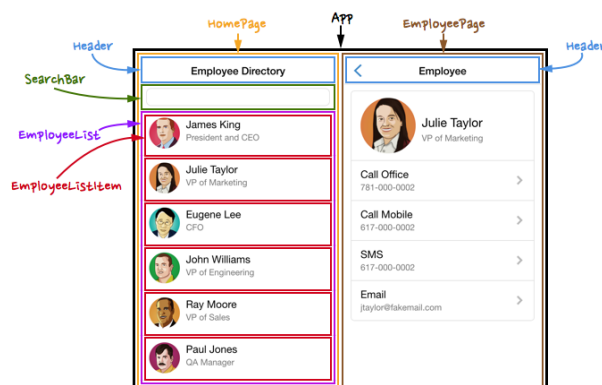 App
HomePage
EmployeePage
Header
Header
SearchBar
EmployeeList
EmployeeListItem
Employee Directory
James King
President and CEO
Julie Taylor
VP of Marketing
Eugene Lee
CFO
John Williams
VP of Engineering
Ray Moore
VP of Sales
Paul Jones
QA Manager
Employee
Julie Taylor
VP of Marketing
Call Office
781-000-0002
Call Mobile
617-000-0002
SMS
617-000-0002
Email
jtaylor@fakemail.com